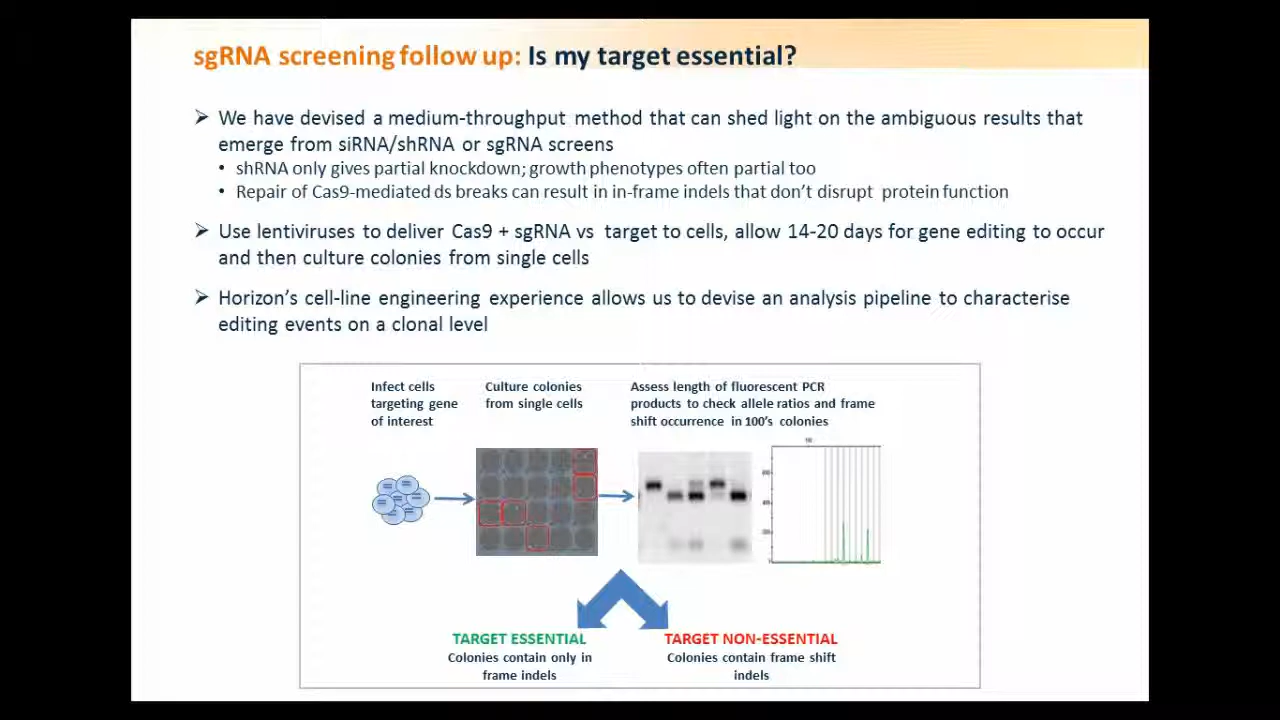 sgRNA screening follow up: Is my target essential?
➢ We have devised a medium-throughput method that can shed light on the ambiguous results that
emerge from siRNA/shRNA or sgRNA screens
• shRNA only gives partial knockdown; growth phenotypes often partial too
• Repair of Cas9-mediated ds breaks can result in in-frame indels that don't disrupt protein function
➢ Use lentiviruses to deliver Cas9 + sgRNA vs target to cells, allow 14-20 days for gene editing to occur
and then culture colonies from single cells
➢ Horizon's cell-line engineering experience allows us to devise an analysis pipeline to characterise
editing events on a clonal level
Infect cells
targeting gene
of interest
Culture colonies
from single cells
Assess length of fluorescent PCR
products to check allele ratios and frame
shift occurrence in 100's colonies
TARGET ESSENTIAL
Colonies contain only in
frame indels
TARGET NON-ESSENTIAL
Colonies contain frame shift
indels